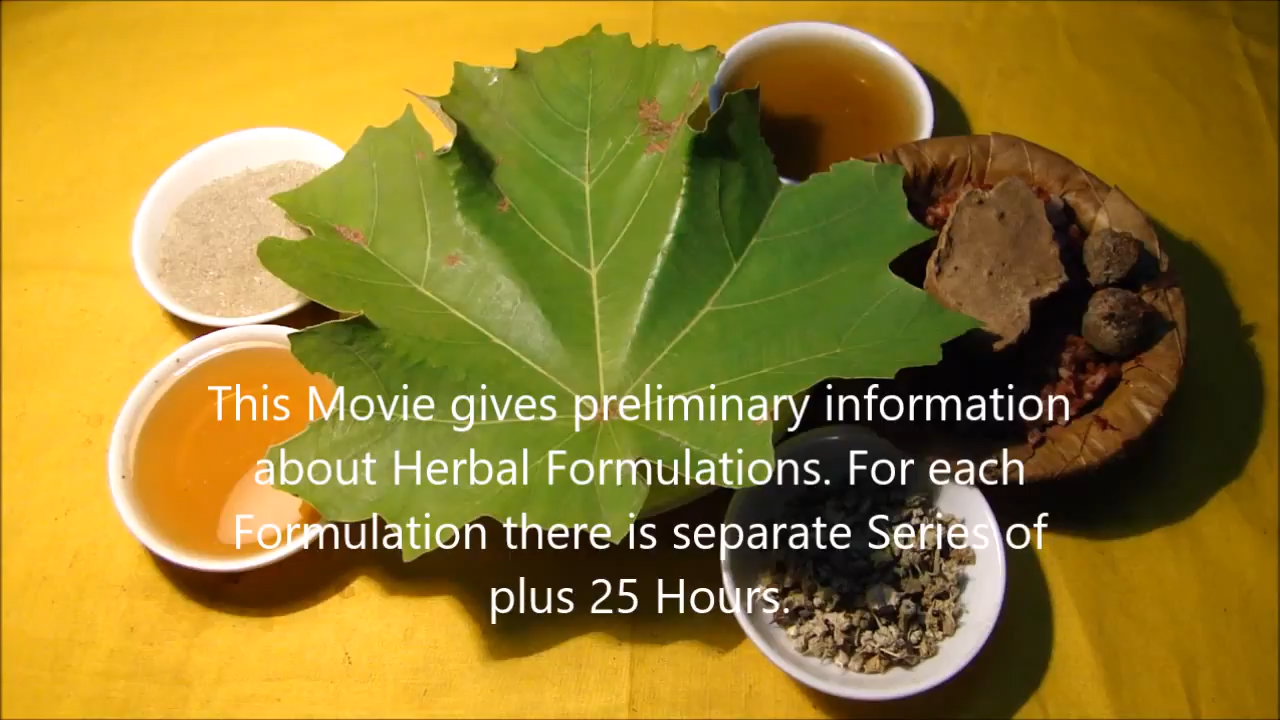 This Movie gives preliminary information
about Herbal Formulations. For each
Formulation there is separate Series of
plus 25 Hours.